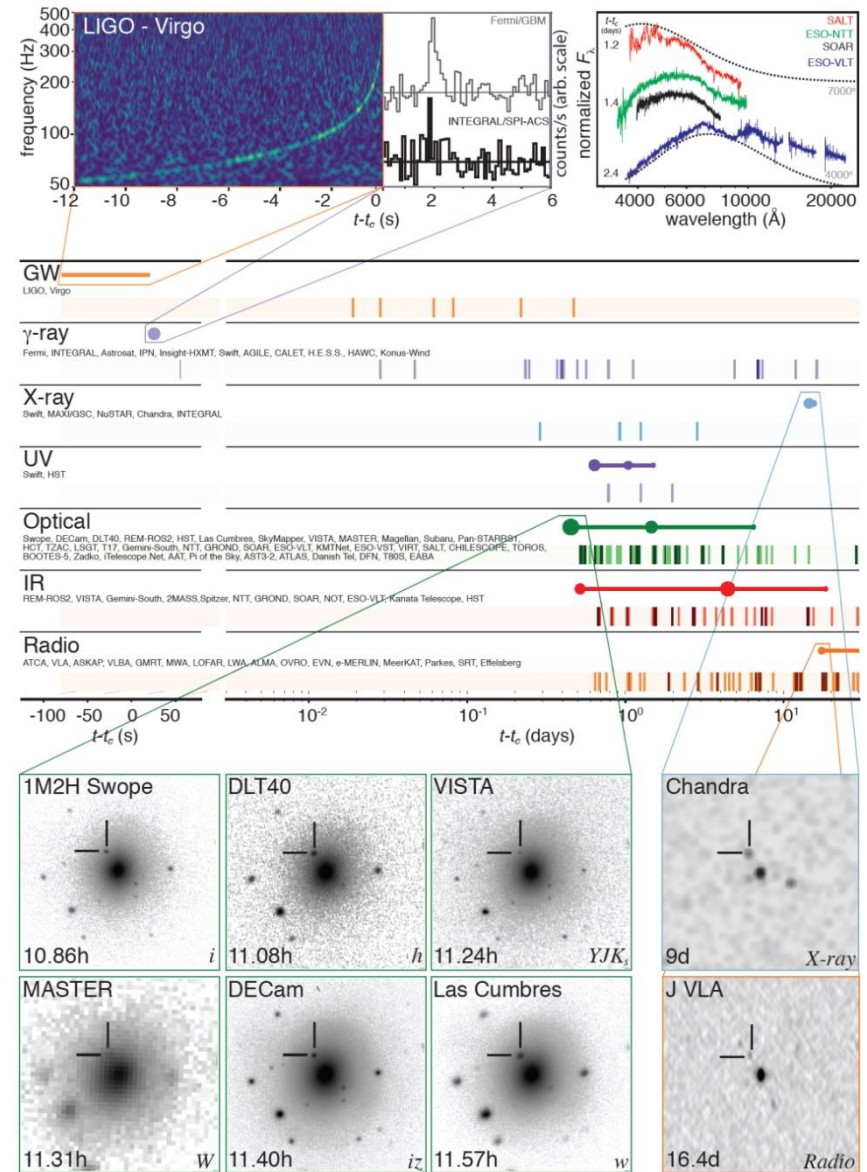 LIGO - Virgo
Fermi/GBM
INTEGRAL/SPI-ACS
frequency (Hz)
500
400
300
200
100
50
-12 -10 -8 -6 -4 -2 0 2 4 6
t-tc (s)
counts/s (arb. scale)
normalized Fλ
t-tc
(days)
1.2
1.4
2.4
SALT
ESO-NTT
SOAR
ESO-VLT
7000°
4000°
4000 6000 10000 20000
wavelength (Å)
GW
LIGO, Virgo
γ-ray
Fermi, INTEGRAL, Astrosat, IPN, Insight-HXMT, Swift, AGILE, CALET, H.E.S.S., HAWC, Konus-Wind
X-ray
Swift, MAXI/GSC, NuSTAR, Chandra, INTEGRAL
UV
Swift, HST
Optical
Swope, DECam, DLT40, REM-ROS2, HST, Las Cumbres, SkyMapper, VISTA, MASTER, Magellan, Subaru, Pan-STARRS1,
HCT, TZAC, LSGT, T17, Gemini-South, NTT, GROND, SOAR, ESO-VLT, KMTNet, ESO-VST, VIRT, SALT, CHILESCOPE, TOROS,
BOOTES-5, Zadko, iTelescope.Net, AAT, Pi of the Sky, AST3-2, ATLAS, Danish Tel, DFN, T80S, EABA
IR
REM-ROS2, VISTA, Gemini-South, 2MASS,Spitzer, NTT, GROND, SOAR, NOT, ESO-VLT, Kanata Telescope, HST
Radio
ATCA, VLA, ASKAP, VLBA, GMRT, MWA, LOFAR, LWA, ALMA, OVRO, EVN, e-MERLIN, MeerKAT, Parkes, SRT, Effelsberg
-100 -50 0 50 10⁻² 10⁻¹ 10⁰ 10¹
t-tc (s) t-tc (days)
1M2H Swope
10.86h i
DLT40
11.08h h
VISTA
11.24h YJKs
Chandra
9d X-ray
MASTER
11.31h W
DECam
11.40h iz
Las Cumbres
11.57h w
J VLA
16.4d Radio